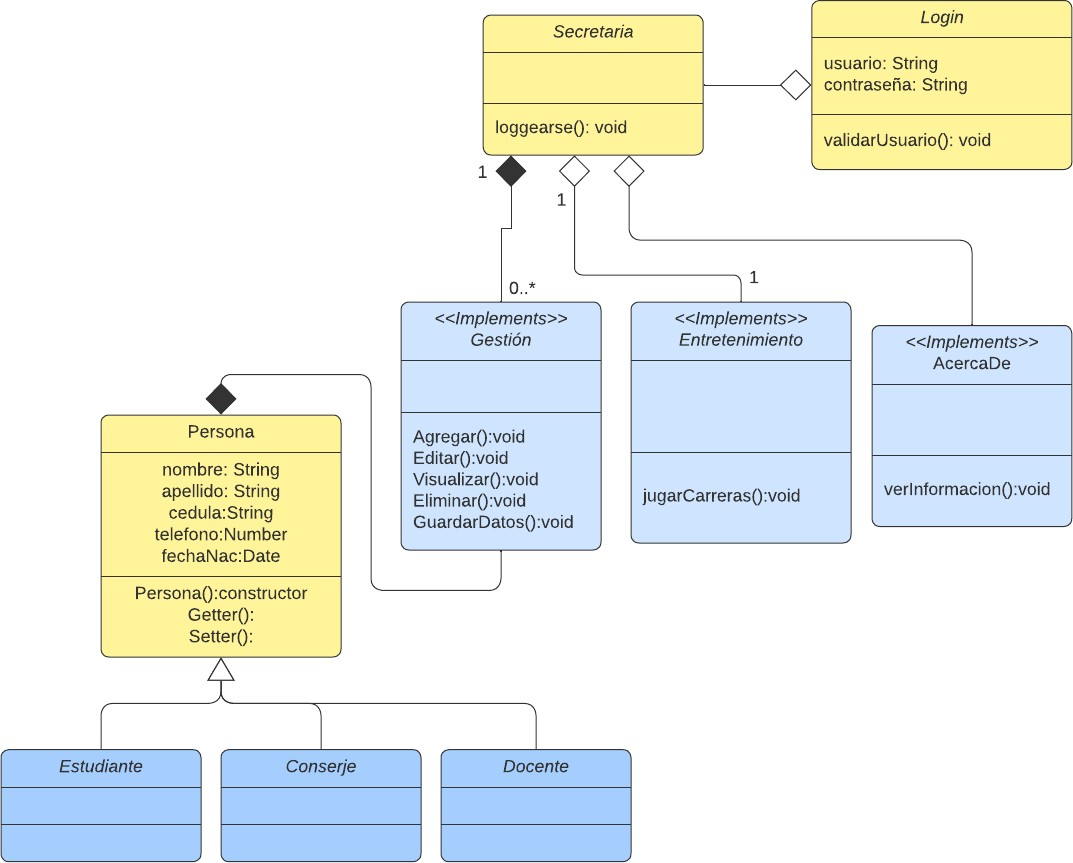 Secretaria
loggearse(): void
Login
usuario: String
contraseña: String
validarUsuario(): void
1
1
0..*
1
<<Implements>>
Gestión
Agregar():void
Editar():void
Visualizar():void
Eliminar():void
GuardarDatos():void
<<Implements>>
Entretenimiento
jugarCarreras():void
<<Implements>>
AcercaDe
verInformacion():void
Persona
nombre: String
apellido: String
cedula:String
telefono:Number
fechaNac:Date
Persona():constructor
Getter():
Setter():
Estudiante
Conserje
Docente